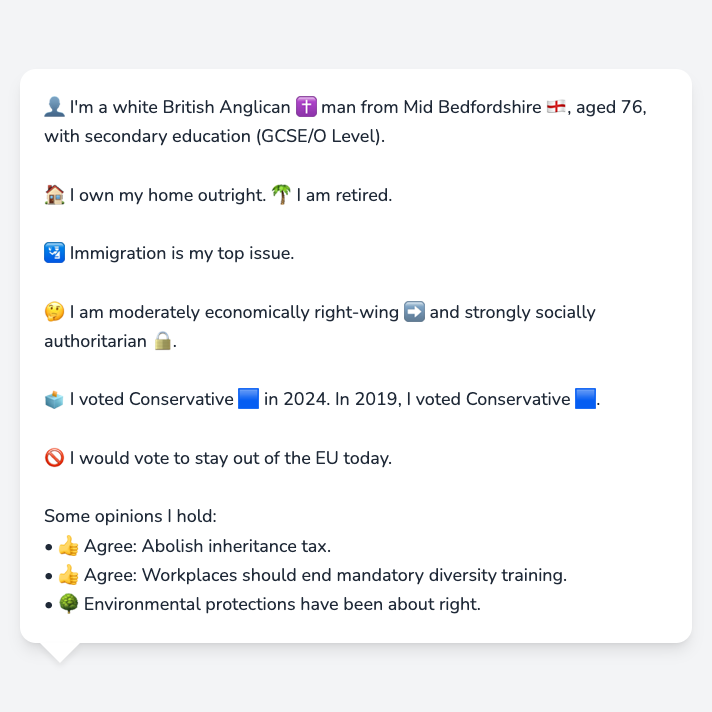 👤 I'm a white British Anglican ✝️ man from Mid Bedfordshire 🏴󠁧󠁢󠁥󠁮󠁧󠁿, aged 76,
with secondary education (GCSE/O Level).
🏠 I own my home outright. 🌴 I am retired.
🛂 Immigration is my top issue.
🤔 I am moderately economically right-wing ➡️ and strongly socially
authoritarian 🔒.
🗳️ I voted Conservative 🟦 in 2024. In 2019, I voted Conservative 🟦.
🚫 I would vote to stay out of the EU today.
Some opinions I hold:
• 👍 Agree: Abolish inheritance tax.
• 👍 Agree: Workplaces should end mandatory diversity training.
• 🌳 Environmental protections have been about right.